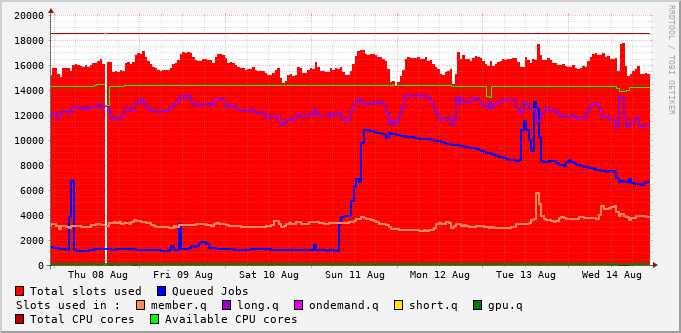 20000
18000
16000
14000
12000
10000
8000
6000
4000
2000
0
Thu 08 Aug Fri 09 Aug Sat 10 Aug Sun 11 Aug Mon 12 Aug Tue 13 Aug Wed 14 Aug
Total slots used Queued Jobs
Slots used in : member.q long.q ondemand.q short.q gpu.q
Total CPU cores Available CPU cores
RRDTOOL / TOBI OETIKER